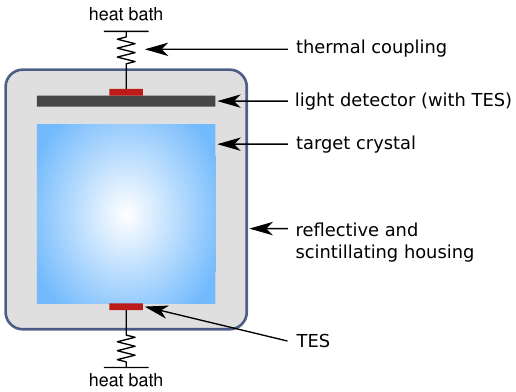 heat bath
thermal coupling
light detector (with TES)
target crystal
reflective and
scintillating housing
TES
heat bath